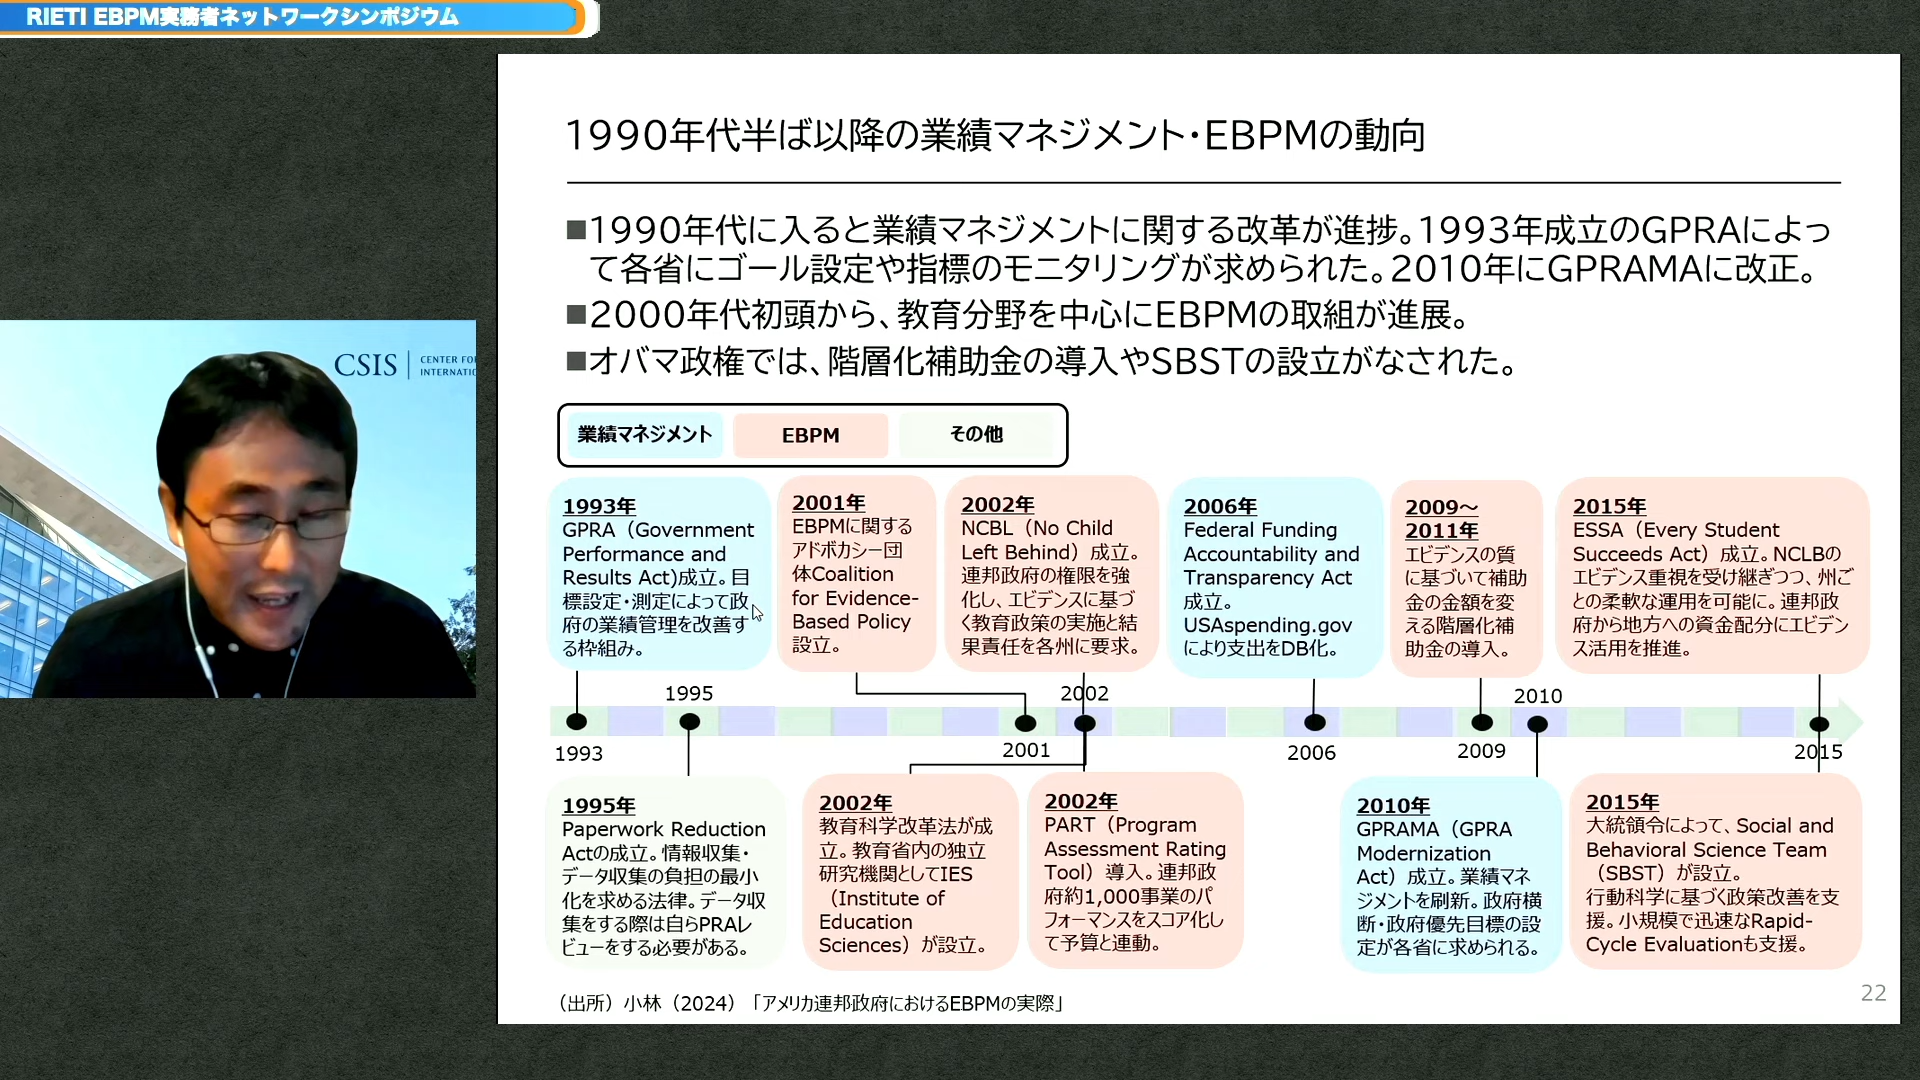 RIETI EBPM実務者ネットワークシンポジウム
CSIS
CENTER FO
INTERNATIO
1990年代半ば以降の業績マネジメント・EBPMの動向
■1990年代に入ると業績マネジメントに関する改革が進捗。1993年成立のGPRAによっ
て各省にゴール設定や指標のモニタリングが求められた。2010年にGPRAMAに改正。
■2000年代初頭から、教育分野を中心にEBPMの取組が進展。
■オバマ政権では、階層化補助金の導入やSBSTの設立がなされた。
業績マネジメント
EBPM
その他
1993年
GPRA（Government
Performance and
Results Act)成立。目
標設定・測定によって政
府の業績管理を改善す
る枠組み。
2001年
EBPMに関する
アドボカシー団
体Coalition
for Evidence-
Based Policy
設立。
2002年
NCBL（No Child
Left Behind）成立。
連邦政府の権限を強
化し、エビデンスに基づ
く教育政策の実施と結
果責任を各州に要求。
2006年
Federal Funding
Accountability and
Transparency Act
成立。
USAspending.gov
により支出をDB化。
2009～
2011年
エビデンスの質
に基づいて補助
金の金額を変
える階層化補
助金の導入。
2015年
ESSA（Every Student
Succeeds Act）成立。NCLBの
エビデンス重視を受け継ぎつつ、州ご
との柔軟な運用を可能に。連邦政
府から地方への資金配分にエビデン
ス活用を推進。
1995
2002
2010
1993
2001
2006
2009
2015
1995年
Paperwork Reduction
Actの成立。情報収集・
データ収集の負担の最小
化を求める法律。データ収
集をする際は自らPRAレ
ビューをする必要がある。
2002年
教育科学改革法が成
立。教育省内の独立
研究機関としてIES
（Institute of
Education
Sciences）が設立。
2002年
PART（Program
Assessment Rating
Tool）導入。連邦政
府約1,000事業のパ
フォーマンスをスコア化し
て予算と連動。
2010年
GPRAMA（GPRA
Modernization
Act）成立。業績マネ
ジメントを刷新。政府横
断・政府優先目標の設
定が各省に求められる。
2015年
大統領令によって、Social and
Behavioral Science Team
（SBST）が設立。
行動科学に基づく政策改善を支
援。小規模で迅速なRapid-
Cycle Evaluationも支援。
（出所）小林（2024）「アメリカ連邦政府におけるEBPMの実際」
22